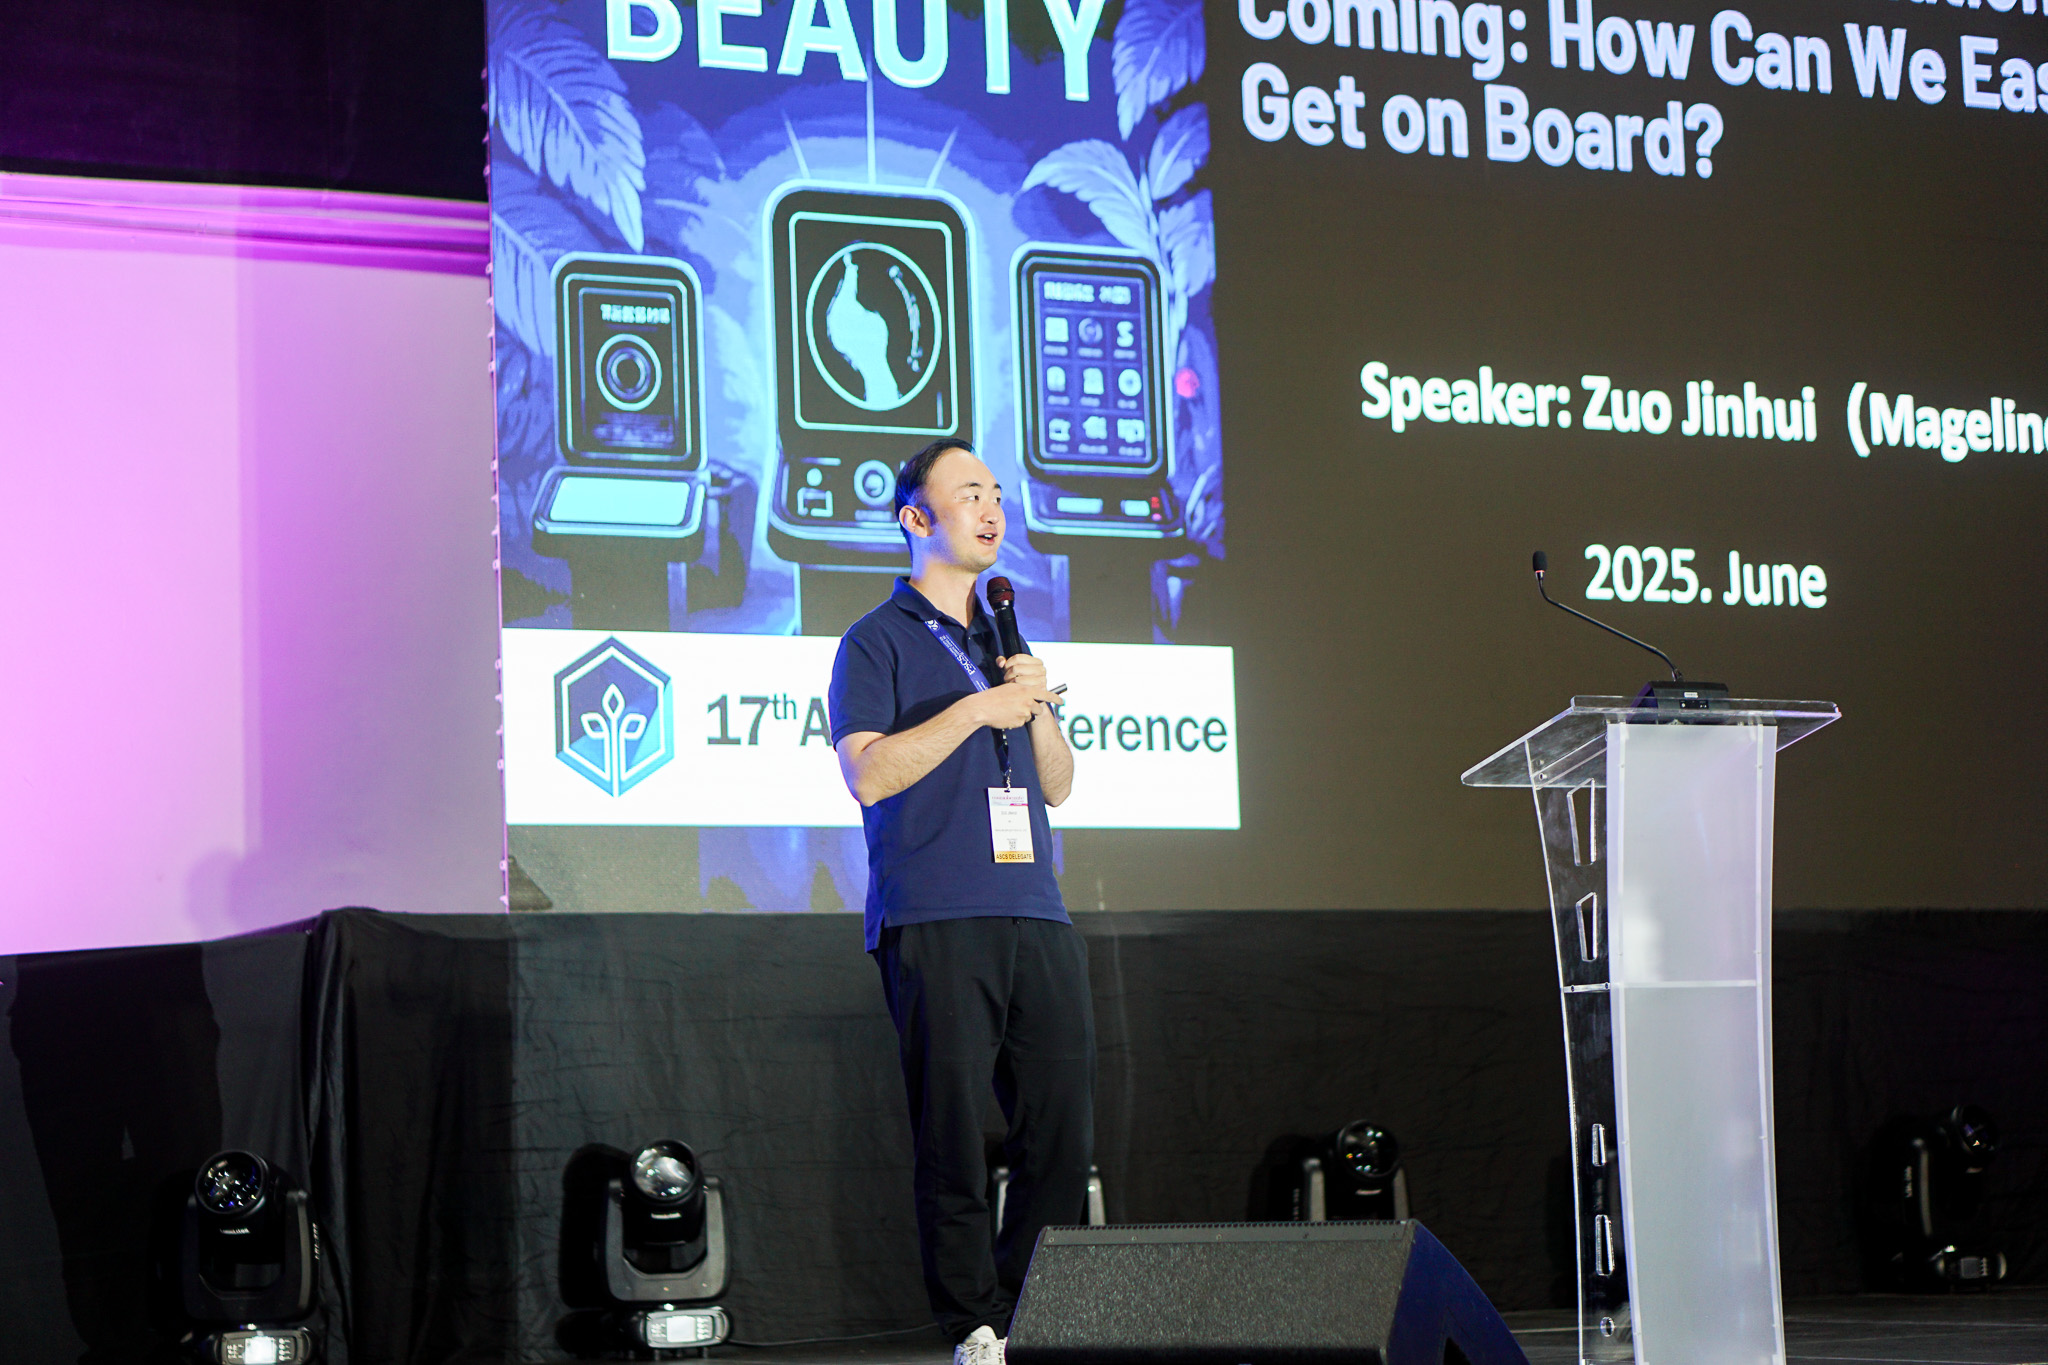 BEAUTY
Coming: How Can We Eas
Get on Board?
Speaker: Zuo Jinhui (Mageline
2025. June
17th A ference
ASCS DELEGATE